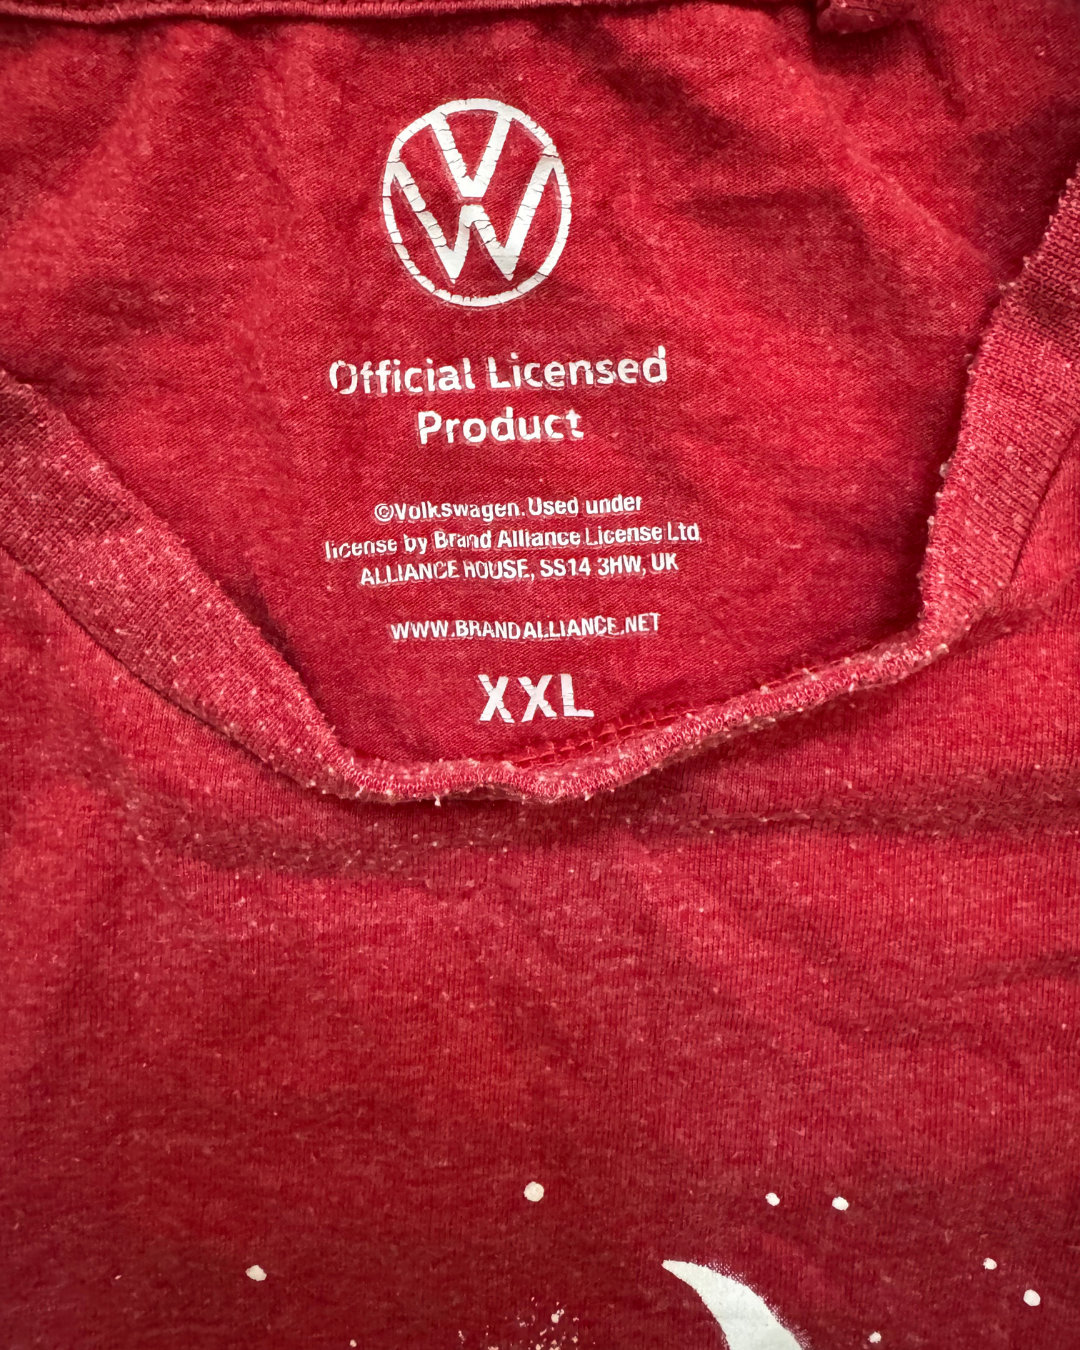 Official Licensed
Product
©Volkswagen. Used under
license by Brand Alliance License Ltd
ALLIANCE HOUSE, SS14 3HW, UK
WWW.BRANDALLIANCE.NET
XXL